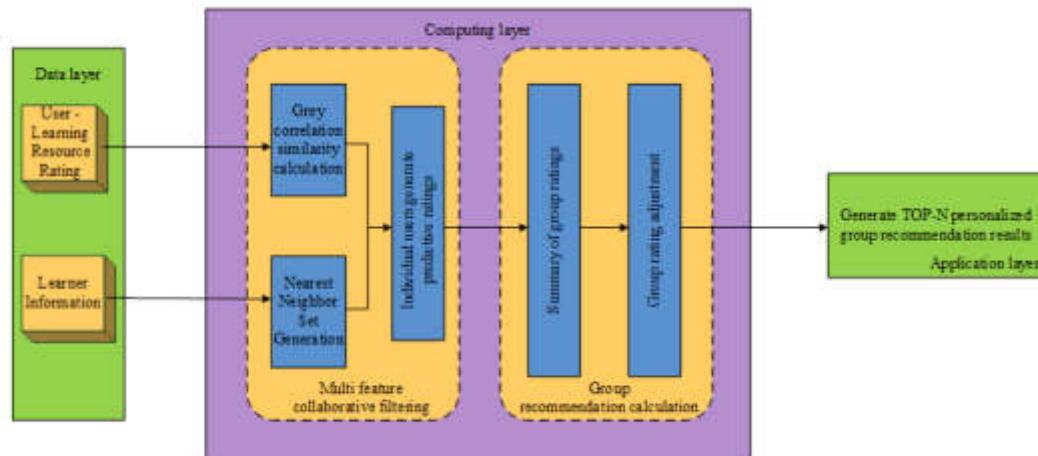 Computing layer
Data layer
User -
Learning
Resource
Rating
Learner
Information
Grey
correlation
similarity
calculation
Nearest
Neighbor
Set
Generation
Individual users generate
predictive ratings
Multi feature
collaborative filtering
Summary of group ratings
Group rating adjustment
Group
recommendation calculation
Generate TOP-N personalized
group recommendation results
Application layer